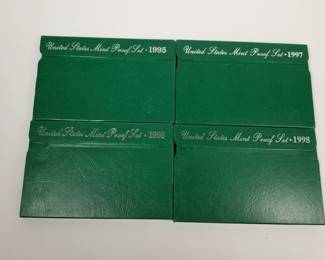 United States Mint Proof Set • 1995
United States Mint Proof Set • 1997
United States Mint Proof Set • 1996
United States Mint Proof Set • 1998